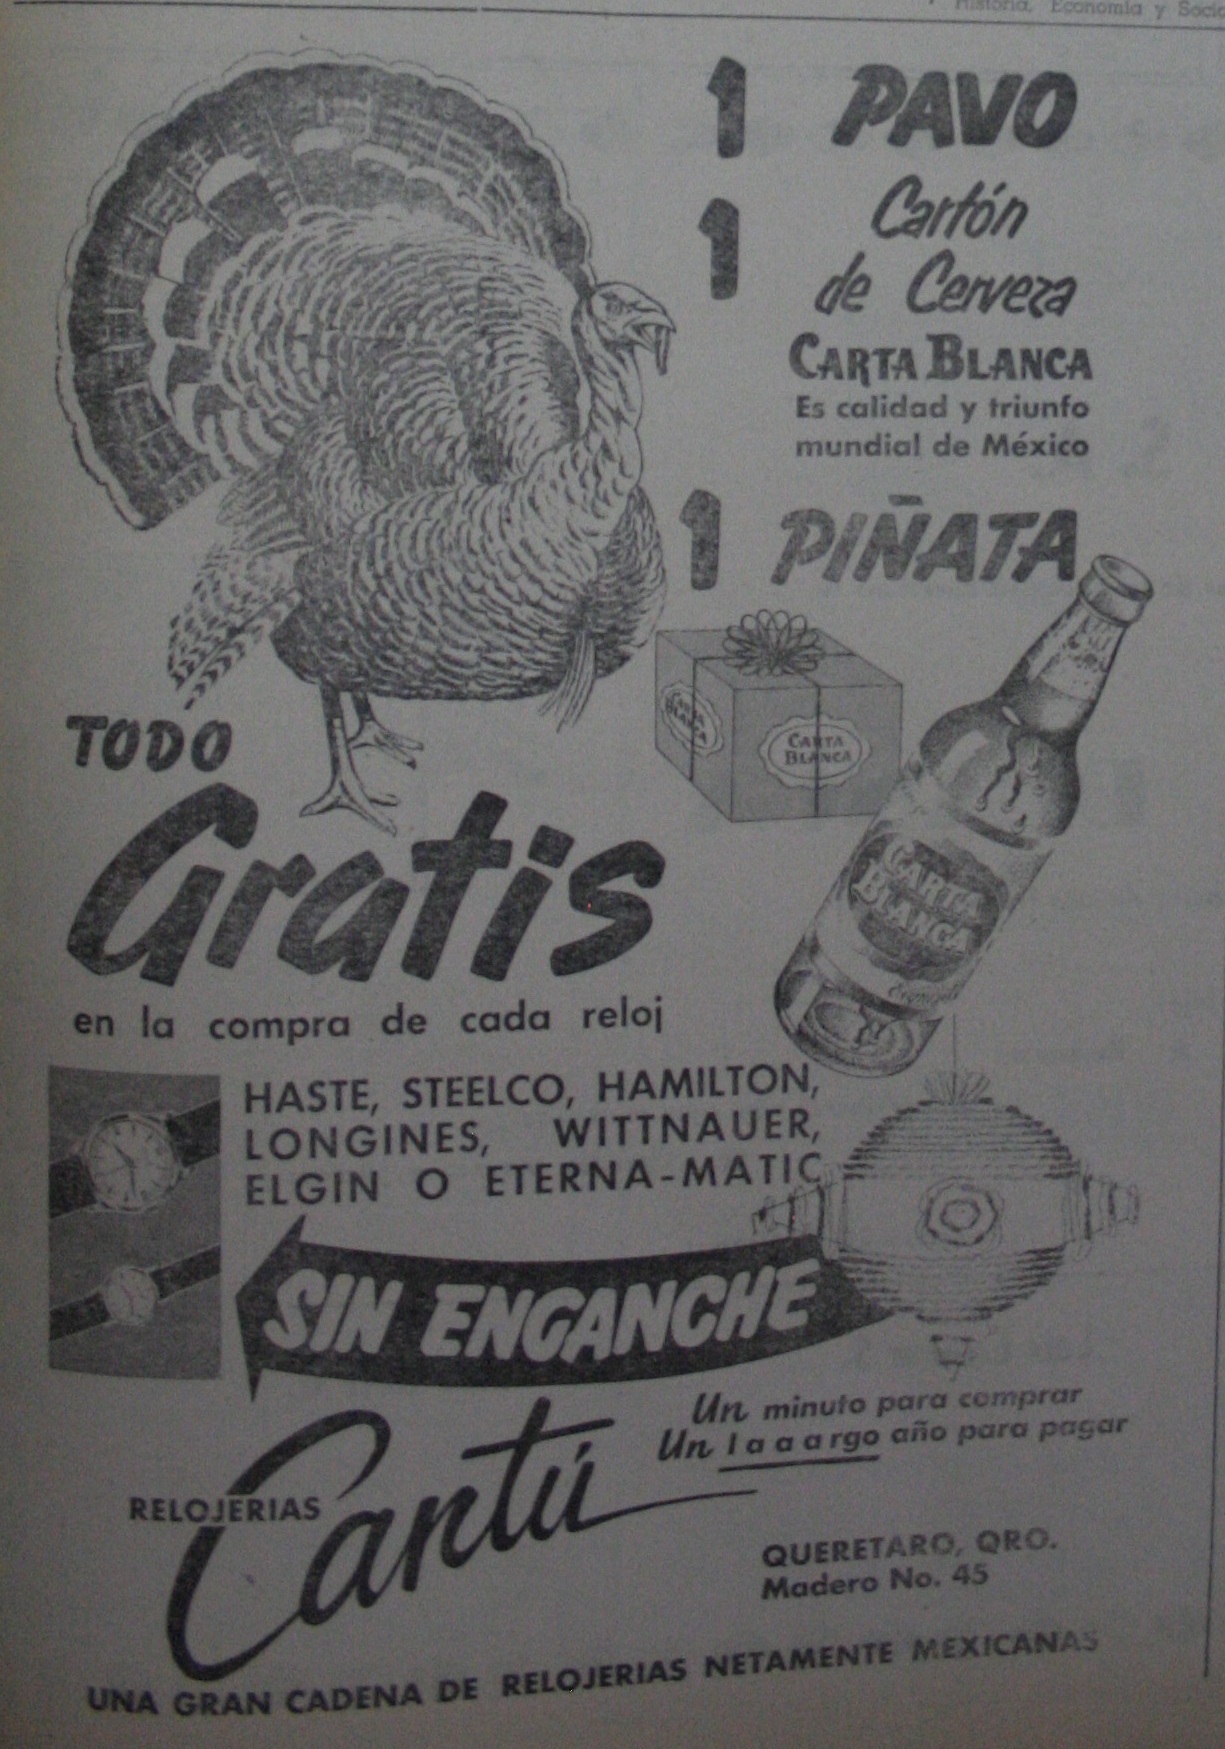 Historia, Economía y Soci
1 PAVO
1 Cartón
de Cerveza
CARTA BLANCA
Es calidad y triunfo
mundial de México
1 PIÑATA
CARTA
BLANCA
CARTA
BLANCA
CARTA
BLANCA
TODO
Gratis
en la compra de cada reloj
HASTE, STEELCO, HAMILTON,
LONGINES, WITTNAUER,
ELGIN O ETERNA-MATIC
SIN ENGANCHE
Un minuto para comprar
Un laaargo año para pagar
RELOJERIAS
Cantú
QUERETARO, QRO.
Madero No. 45
UNA GRAN CADENA DE RELOJERIAS NETAMENTE MEXICANAS